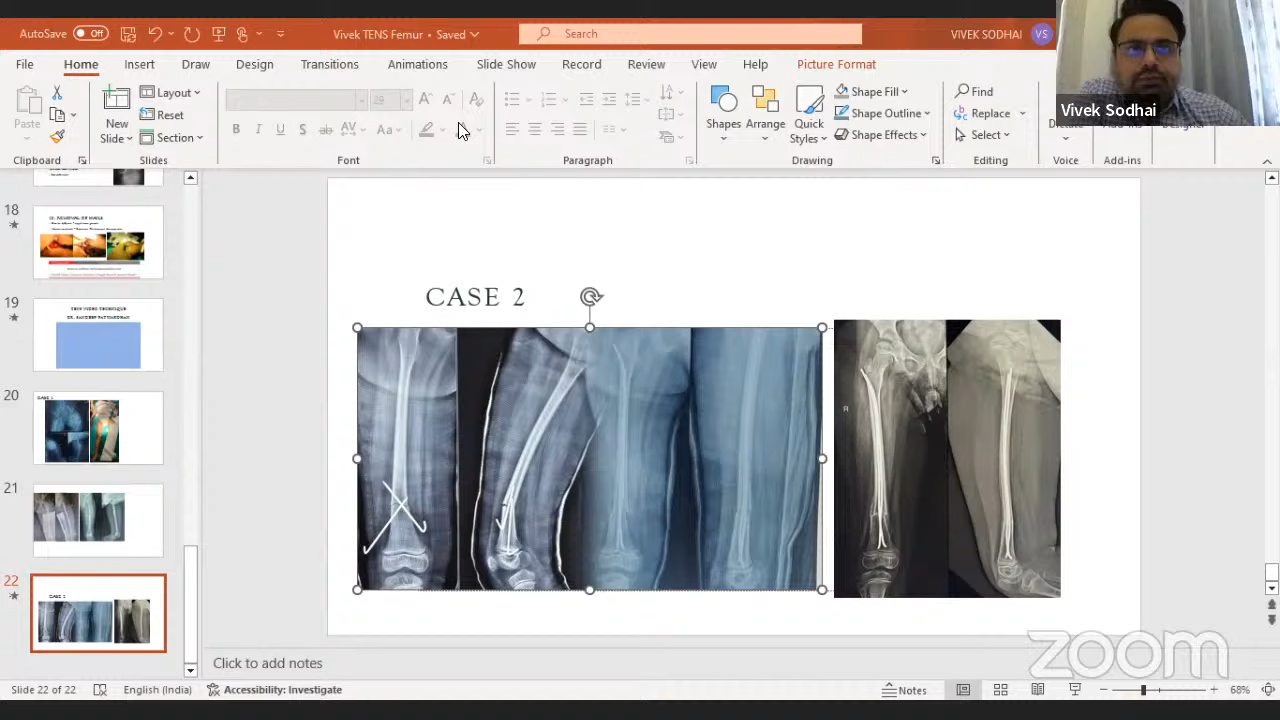 AutoSave Off
Vivek TENS Femur • Saved
Search
VIVEK SODHAI VS
File Home Insert Draw Design Transitions Animations Slide Show Record Review View Help Picture Format
Paste
Clipboard
New Slide
Layout
Reset
Section
Slides
29
A A A
B I U S ab AV Aa A
Font
Paragraph
Shapes
Arrange
Quick Styles
Shape Fill
Shape Outline
Shape Effects
Drawing
Find
Replace
Select
Editing
Voice
Add-ins
Vivek Sodhai
18
19
20
21
22
CASE 2
Click to add notes
zoom
Slide 22 of 22 English (India) Accessibility: Investigate Notes 68%